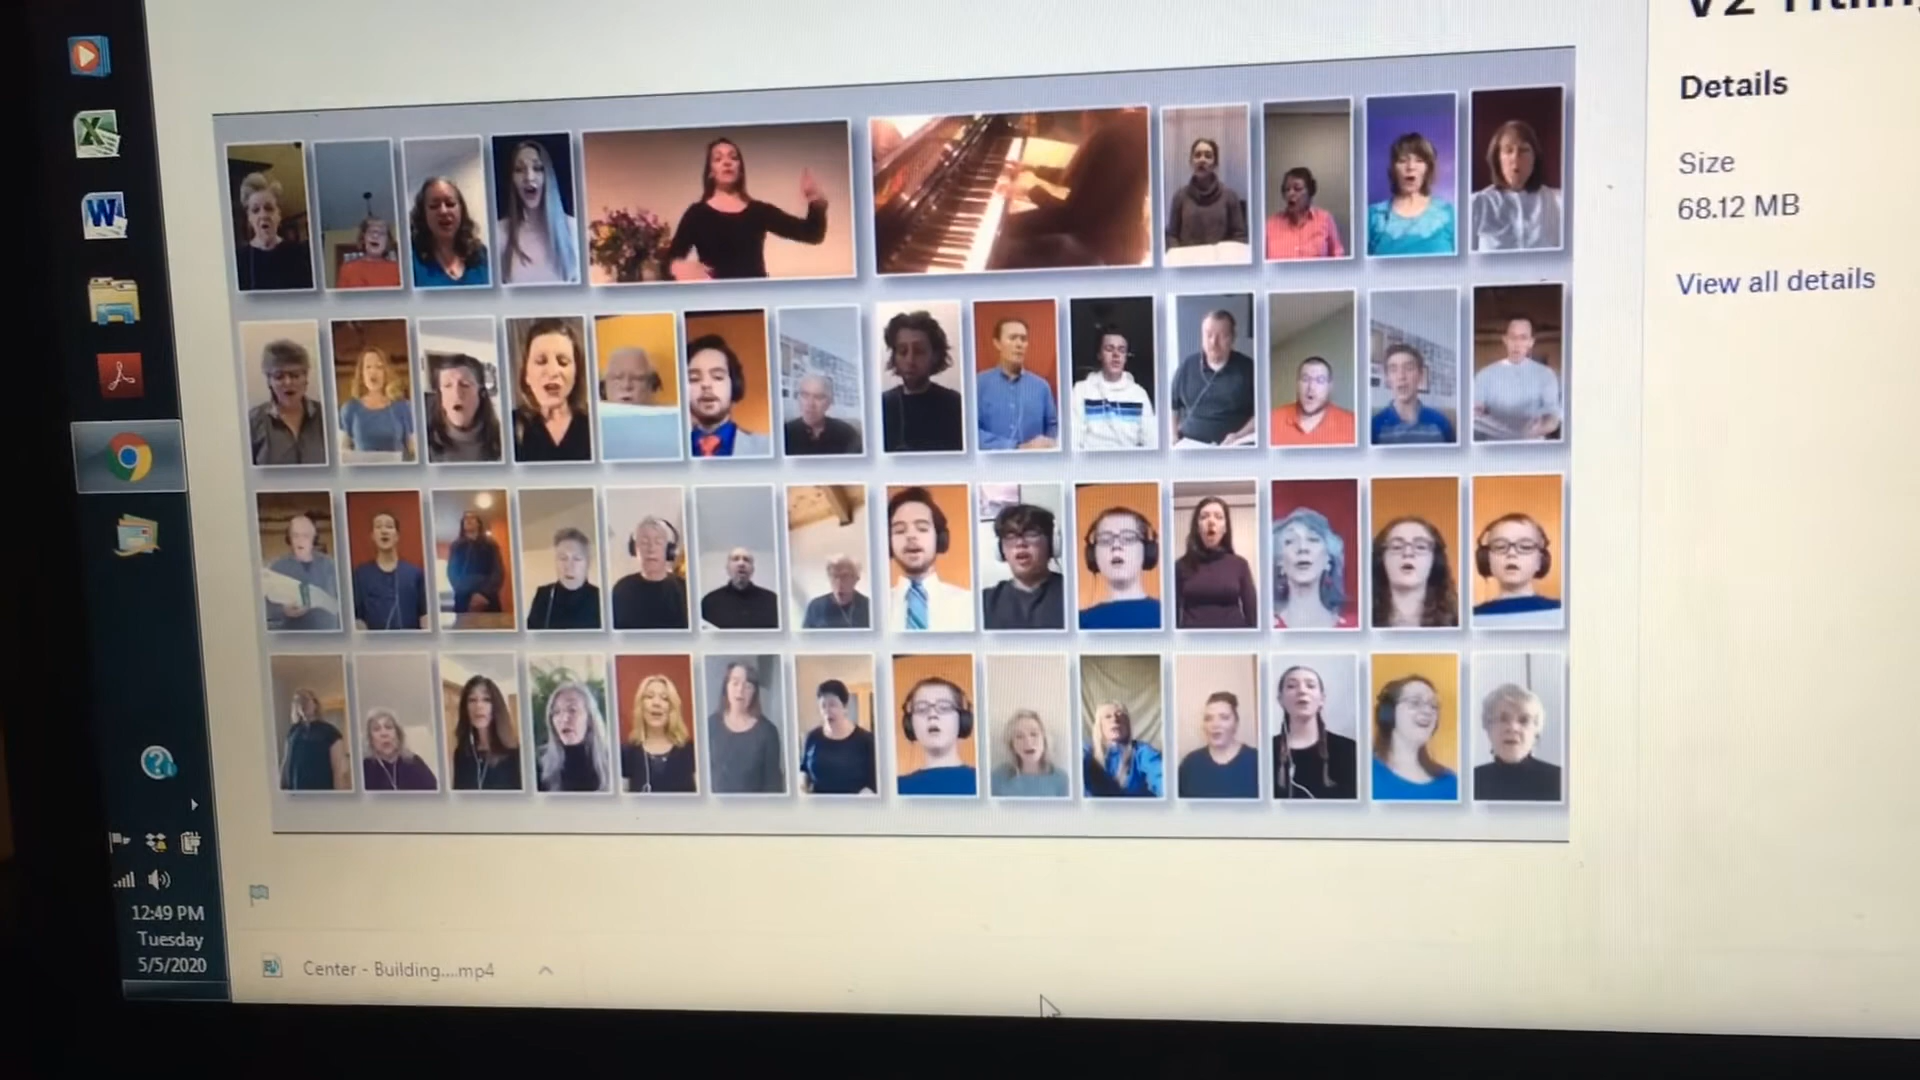 Details
Size
68.12 MB
View all details
12:49 PM
Tuesday
5/5/2020
Center - Building....mp4